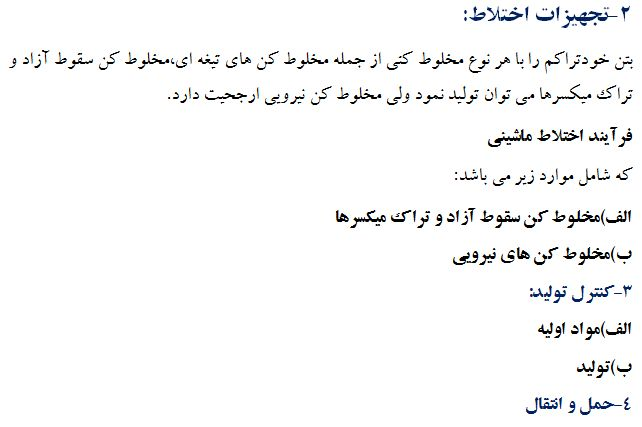 ۲-تجهیزات اختلاط:
بتن خودتراکم را با هر نوع مخلوط کنی از جمله مخلوط کن های تیغه ای،مخلوط کن سقوط آزاد و
تراک میکسرها می توان تولید نمود ولی مخلوط کن نیرویی ارجحیت دارد.
فرآیند اختلاط ماشینی
که شامل موارد زیر می باشد:
الف)مخلوط کن سقوط آزاد و تراک میکسرها
ب)مخلوط کن های نیرویی
۳-کنترل تولید:
الف)مواد اولیه
ب)تولید
۴-حمل و انتقال